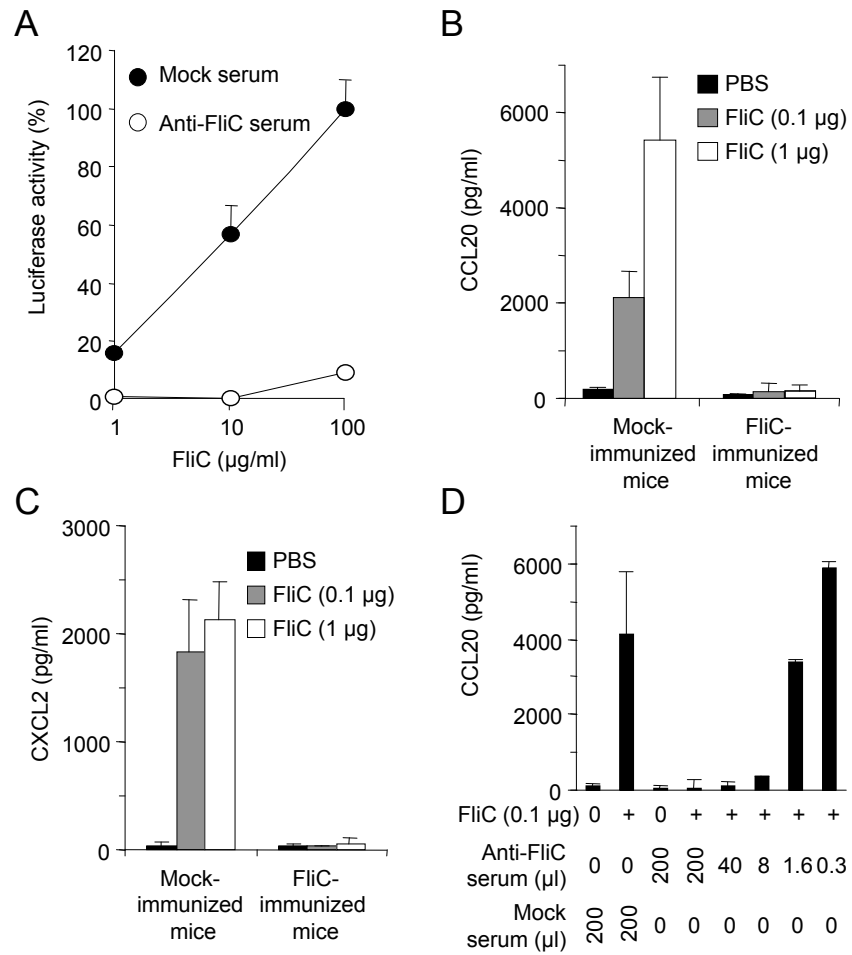 A
Luciferase activity (%)
120
100
80
60
40
20
0
Mock serum
Anti-FliC serum
1 10 100
FliC (µg/ml)
B
CCL20 (pg/ml)
6000
4000
2000
0
PBS
FliC (0.1 µg)
FliC (1 µg)
Mock-
immunized
mice
FliC-
immunized
mice
C
CXCL2 (pg/ml)
3000
2000
1000
0
PBS
FliC (0.1 µg)
FliC (1 µg)
Mock-
immunized
mice
FliC-
immunized
mice
D
CCL20 (pg/ml)
6000
4000
2000
0
FliC (0.1 µg) 0 + 0 + + + + +
Anti-FliC
serum (µl) 0 0 200 200 40 8 1.6 0.3
Mock
serum (µl) 200 200 0 0 0 0 0 0